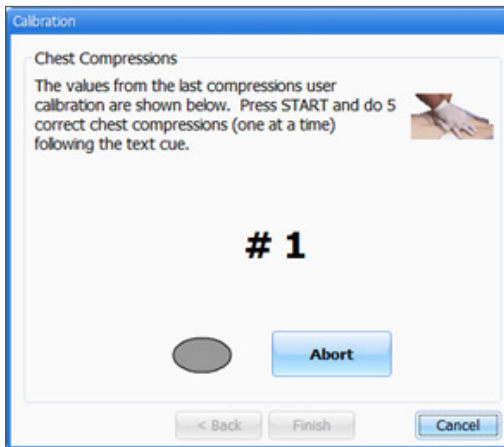 Calibration
Chest Compressions
The values from the last compressions user
calibration are shown below. Press START and do 5
correct chest compressions (one at a time)
following the text cue.
# 1
Abort
< Back
Finish
Cancel